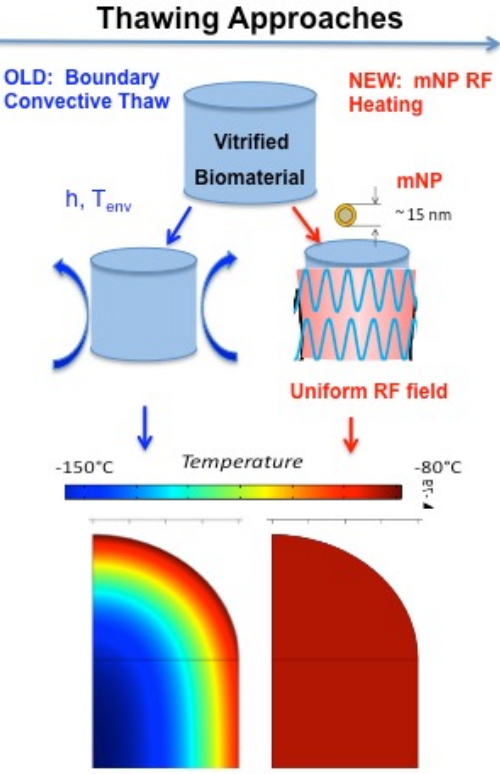 Thawing Approaches
OLD: Boundary
Convective Thaw
NEW: mNP RF
Heating
Vitrified
Biomaterial
mNP
~ 15 nm
h, Tenv
Uniform RF field
-150°C
Temperature
-80°C